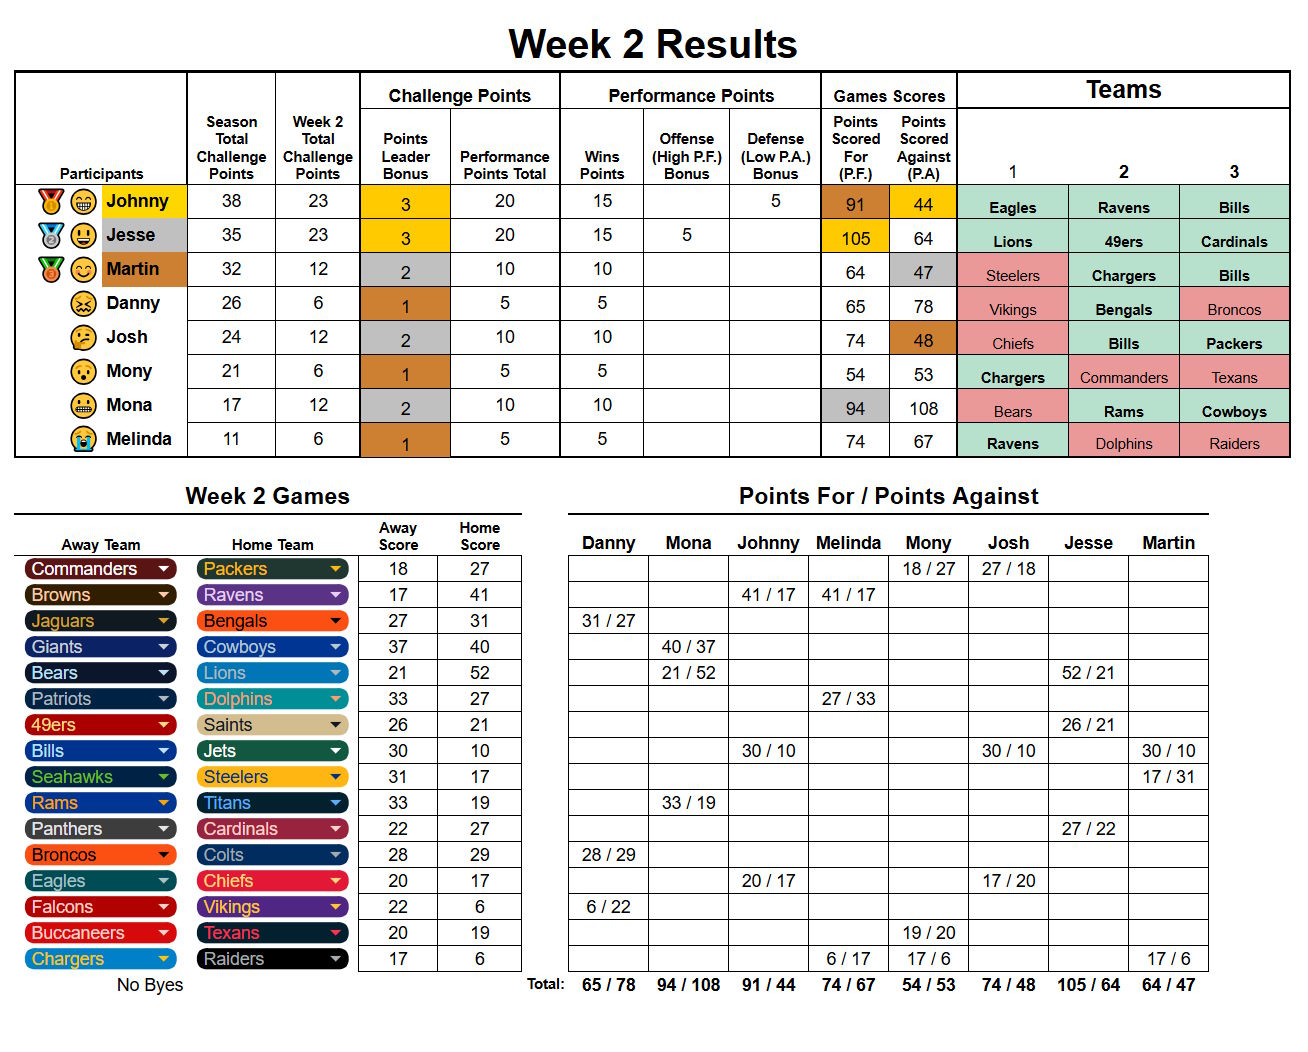 Week 2 Results
Participants Season Total Challenge Points Week 2 Total Challenge Points Challenge Points Points Leader Bonus Performance Points Total Performance Points Wins Points Offense (High P.F.) Bonus Defense (Low P.A.) Bonus Games Scores Points Scored For (P.F.) Points Scored Against (P.A) Teams 1 2 3
Johnny 38 23 3 20 15 5 91 44 Eagles Ravens Bills
Jesse 35 23 3 20 15 5 105 64 Lions 49ers Cardinals
Martin 32 12 2 10 10 64 47 Steelers Chargers Bills
Danny 26 6 1 5 5 65 78 Vikings Bengals Broncos
Josh 24 12 2 10 10 74 48 Chiefs Bills Packers
Mony 21 6 1 5 5 54 53 Chargers Commanders Texans
Mona 17 12 2 10 10 94 108 Bears Rams Cowboys
Melinda 11 6 1 5 5 74 67 Ravens Dolphins Raiders
Week 2 Games Points For / Points Against
Away Team Home Team Away Score Home Score Danny Mona Johnny Melinda Mony Josh Jesse Martin
Commanders Packers 18 27 18 / 27 27 / 18
Browns Ravens 17 41 41 / 17 41 / 17
Jaguars Bengals 27 31 31 / 27
Giants Cowboys 37 40 40 / 37
Bears Lions 21 52 21 / 52 52 / 21
Patriots Dolphins 33 27 27 / 33
49ers Saints 26 21 26 / 21
Bills Jets 30 10 30 / 10 30 / 10 30 / 10
Seahawks Steelers 31 17 17 / 31
Rams Titans 33 19 33 / 19
Panthers Cardinals 22 27 27 / 22
Broncos Colts 28 29 28 / 29
Eagles Chiefs 20 17 20 / 17 17 / 20
Falcons Vikings 22 6 6 / 22
Buccaneers Texans 20 19 19 / 20
Chargers Raiders 17 6 6 / 17 17 / 6 17 / 6
No Byes Total: 65 / 78 94 / 108 91 / 44 74 / 67 54 / 53 74 / 48 105 / 64 64 / 47